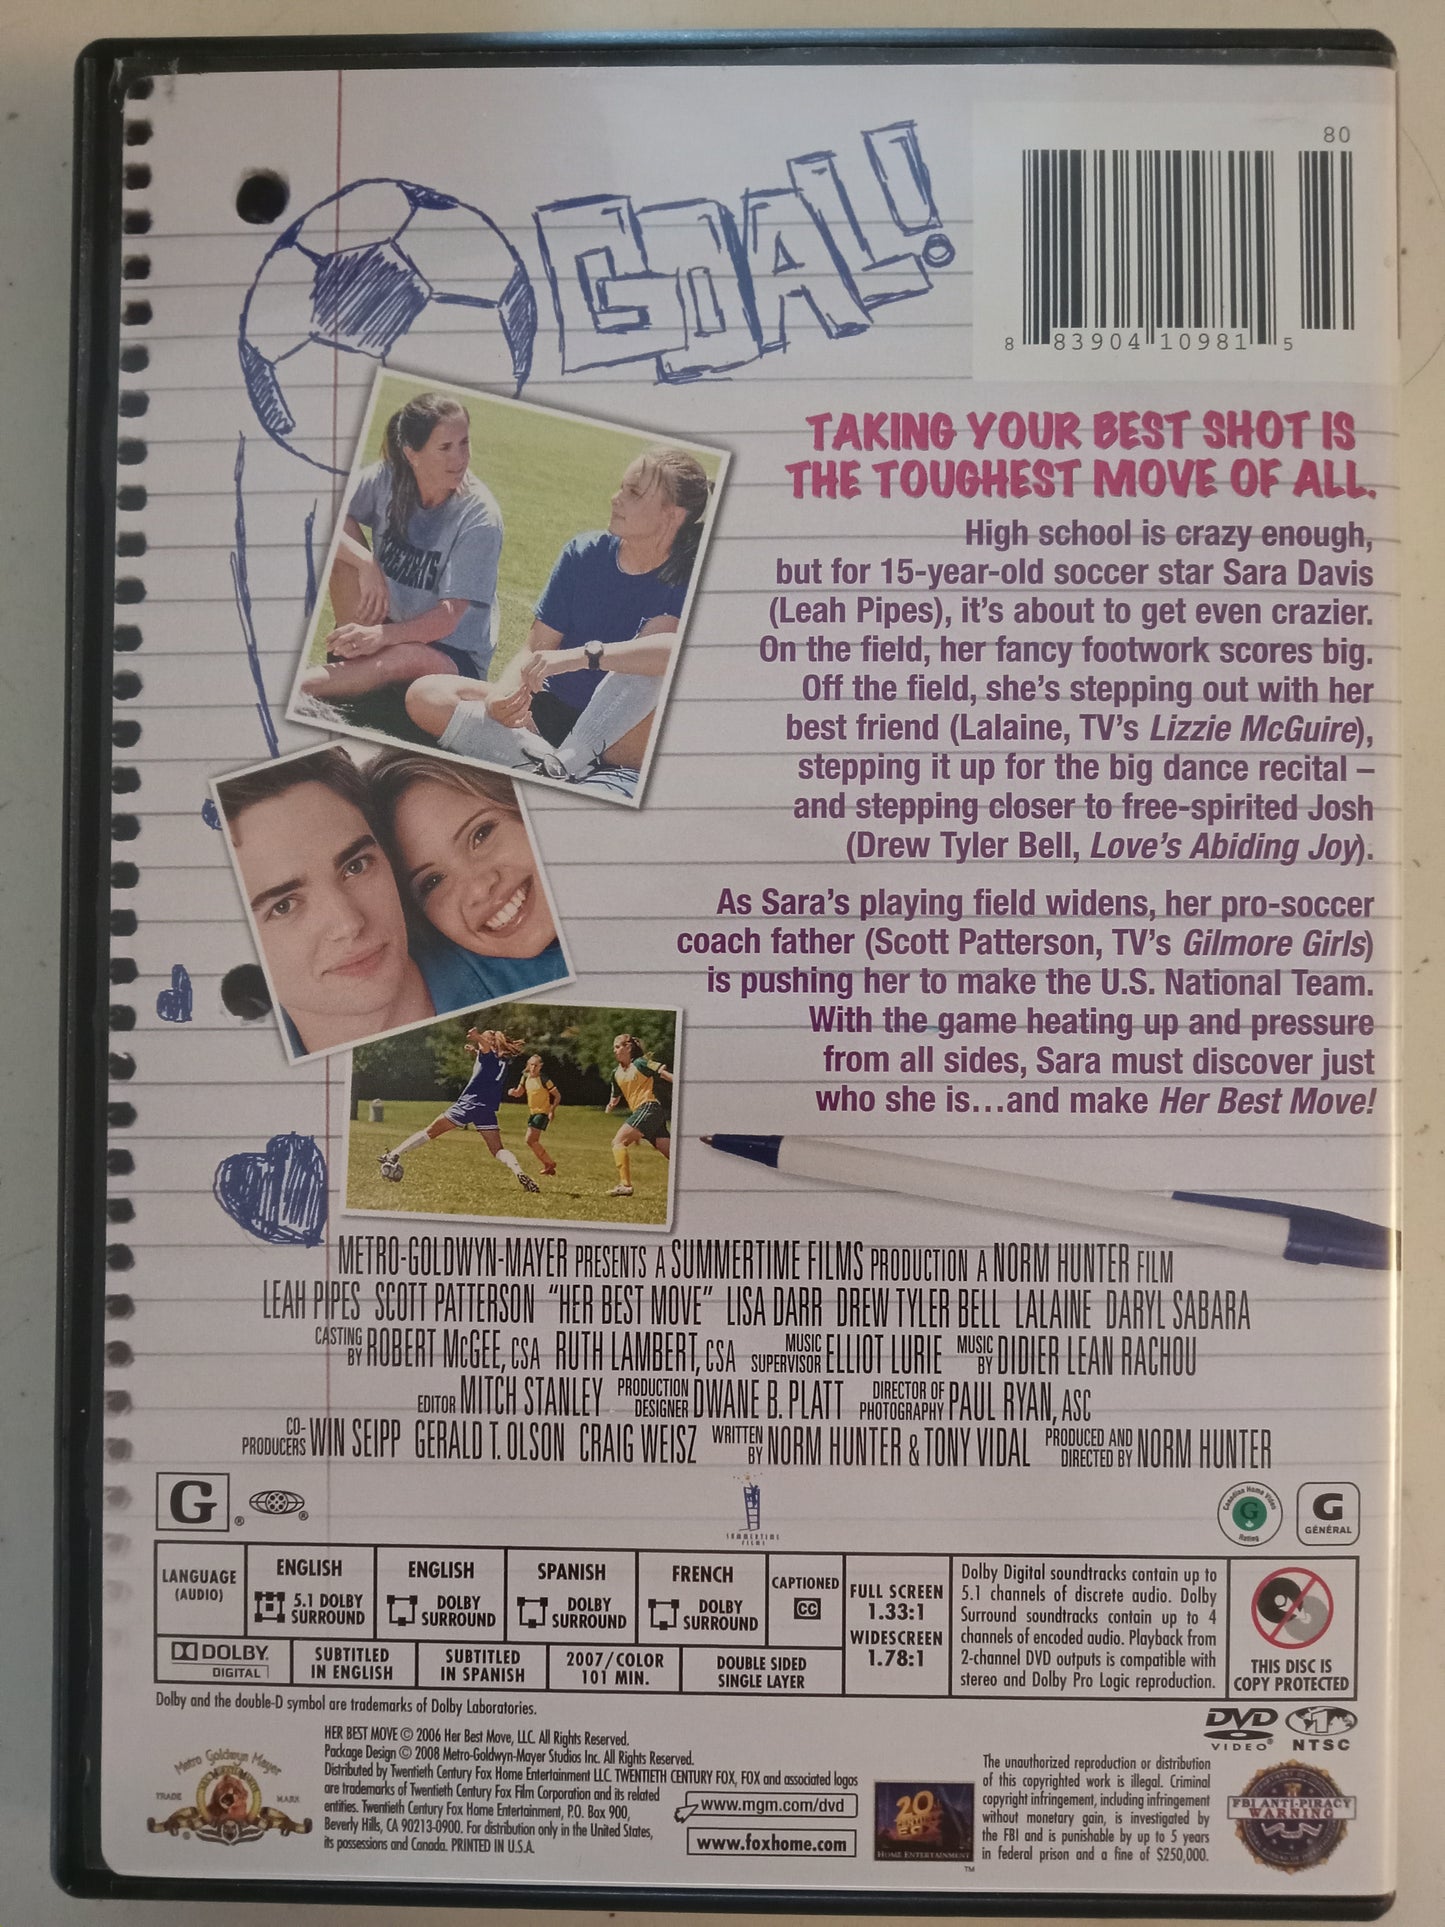 GOAL!
80
8 83904 10981 5
TAKING YOUR BEST SHOT IS
THE TOUGHEST MOVE OF ALL.
High school is crazy enough,
but for 15-year-old soccer star Sara Davis
(Leah Pipes), it's about to get even crazier.
On the field, her fancy footwork scores big.
Off the field, she's stepping out with her
best friend (Lalaine, TV's Lizzie McGuire),
stepping it up for the big dance recital –
and stepping closer to free-spirited Josh
(Drew Tyler Bell, Love's Abiding Joy).
As Sara's playing field widens, her pro-soccer
coach father (Scott Patterson, TV's Gilmore Girls)
is pushing her to make the U.S. National Team.
With the game heating up and pressure
from all sides, Sara must discover just
who she is...and make Her Best Move!
7
METRO-GOLDWYN-MAYER PRESENTS A SUMMERTIME FILMS PRODUCTION A NORM HUNTER FILM
LEAH PIPES SCOTT PATTERSON "HER BEST MOVE" LISA DARR DREW TYLER BELL LALAINE DARYL SABARA
CASTING BY ROBERT McGEE, CSA RUTH LAMBERT, CSA MUSIC SUPERVISOR ELLIOT LURIE MUSIC BY DIDIER LEAN RACHOU
EDITOR MITCH STANLEY PRODUCTION DESIGNER DWANE B. PLATT DIRECTOR OF PHOTOGRAPHY PAUL RYAN, ASC
CO-PRODUCERS WIN SEIPP GERALD T. OLSON CRAIG WEISZ WRITTEN BY NORM HUNTER & TONY VIDAL PRODUCED AND DIRECTED BY NORM HUNTER
G ® ®
SUMMERTIME
FILMS
Canadian Home Video
G
Rating
G
GÉNÉRAL
LANGUAGE
(AUDIO)
ENGLISH
5.1 DOLBY
SURROUND
ENGLISH
DOLBY
SURROUND
SPANISH
DOLBY
SURROUND
FRENCH
DOLBY
SURROUND
CAPTIONED
CC
FULL SCREEN
1.33:1
WIDESCREEN
1.78:1
DOLBY
DIGITAL
SUBTITLED
IN ENGLISH
SUBTITLED
IN SPANISH
2007/COLOR
101 MIN.
DOUBLE SIDED
SINGLE LAYER
Dolby Digital soundtracks contain up to
5.1 channels of discrete audio. Dolby
Surround soundtracks contain up to 4
channels of encoded audio. Playback from
2-channel DVD outputs is compatible with
stereo and Dolby Pro Logic reproduction.
THIS DISC IS
COPY PROTECTED
Dolby and the double-D symbol are trademarks of Dolby Laboratories.
DVD
VIDEO
1
NTSC
Metro Goldwyn Mayer
TRADE MARK
HER BEST MOVE © 2006 Her Best Move, LLC. All Rights Reserved.
Package Design © 2008 Metro-Goldwyn-Mayer Studios Inc. All Rights Reserved.
Distributed by Twentieth Century Fox Home Entertainment LLC. TWENTIETH CENTURY FOX, FOX and associated logos
are trademarks of Twentieth Century Fox Film Corporation and its related
entities. Twentieth Century Fox Home Entertainment, P.O. Box 900,
Beverly Hills, CA 90213-0900. For distribution only in the United States,
its possessions and Canada. PRINTED IN U.S.A.
www.mgm.com/dvd
www.foxhome.com
20
CENTURY
FOX
HOME ENTERTAINMENT
TM
The unauthorized reproduction or distribution
of this copyrighted work is illegal. Criminal
copyright infringement, including infringement
without monetary gain, is investigated by
the FBI and is punishable by up to 5 years
in federal prison and a fine of $250,000.
FBI ANTI-PIRACY
WARNING